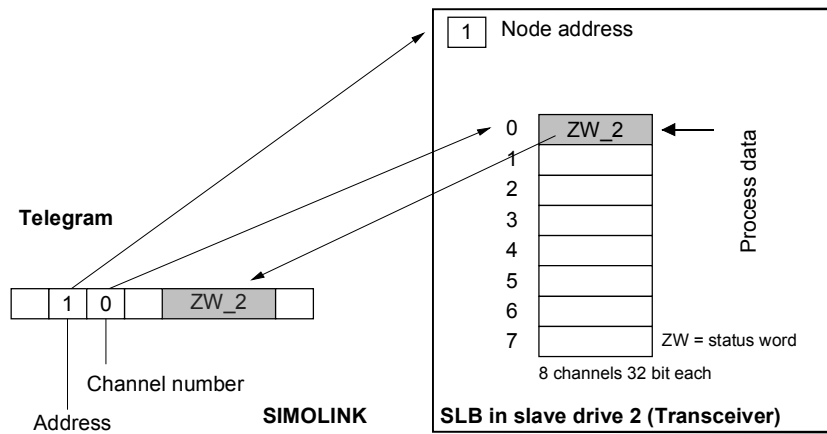 1 Node address
0 ZW_2
1
2
3
4
5
6
7
Process data
ZW = status word
8 channels 32 bit each
SLB in slave drive 2 (Transceiver)
Telegram
1 0 ZW_2
Channel number
Address
SIMOLINK